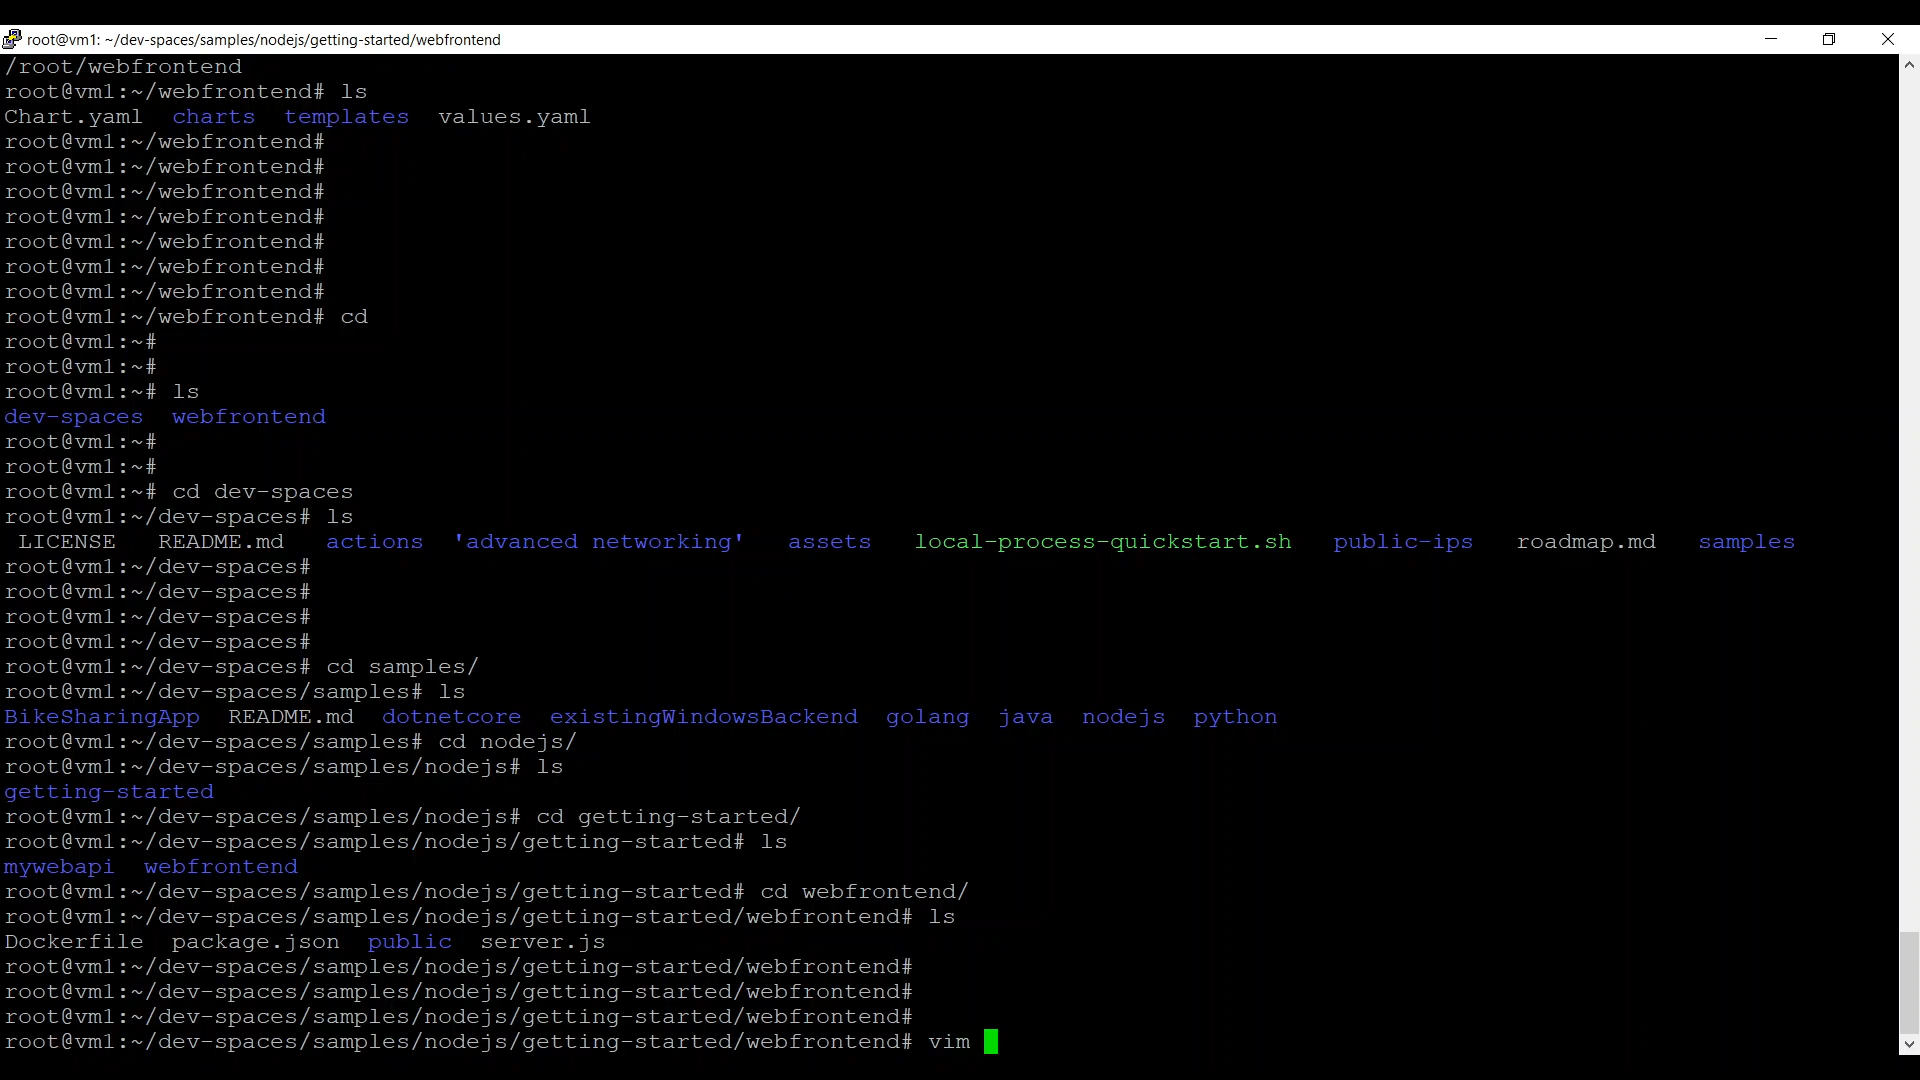 root@vm1: ~/dev-spaces/samples/nodejs/getting-started/webfrontend
/root/webfrontend
root@vm1:~/webfrontend# ls
Chart.yaml  charts  templates  values.yaml
root@vm1:~/webfrontend#
root@vm1:~/webfrontend#
root@vm1:~/webfrontend#
root@vm1:~/webfrontend#
root@vm1:~/webfrontend#
root@vm1:~/webfrontend#
root@vm1:~/webfrontend#
root@vm1:~/webfrontend# cd
root@vm1:~#
root@vm1:~#
root@vm1:~# ls
dev-spaces  webfrontend
root@vm1:~#
root@vm1:~#
root@vm1:~# cd dev-spaces
root@vm1:~/dev-spaces# ls
LICENSE   README.md   actions  'advanced networking'   assets   local-process-quickstart.sh   public-ips   roadmap.md   samples
root@vm1:~/dev-spaces#
root@vm1:~/dev-spaces#
root@vm1:~/dev-spaces#
root@vm1:~/dev-spaces#
root@vm1:~/dev-spaces# cd samples/
root@vm1:~/dev-spaces/samples# ls
BikeSharingApp  README.md  dotnetcore  existingWindowsBackend  golang  java  nodejs  python
root@vm1:~/dev-spaces/samples# cd nodejs/
root@vm1:~/dev-spaces/samples/nodejs# ls
getting-started
root@vm1:~/dev-spaces/samples/nodejs# cd getting-started/
root@vm1:~/dev-spaces/samples/nodejs/getting-started# ls
mywebapi  webfrontend
root@vm1:~/dev-spaces/samples/nodejs/getting-started# cd webfrontend/
root@vm1:~/dev-spaces/samples/nodejs/getting-started/webfrontend# ls
Dockerfile  package.json  public  server.js
root@vm1:~/dev-spaces/samples/nodejs/getting-started/webfrontend#
root@vm1:~/dev-spaces/samples/nodejs/getting-started/webfrontend#
root@vm1:~/dev-spaces/samples/nodejs/getting-started/webfrontend#
root@vm1:~/dev-spaces/samples/nodejs/getting-started/webfrontend# vim